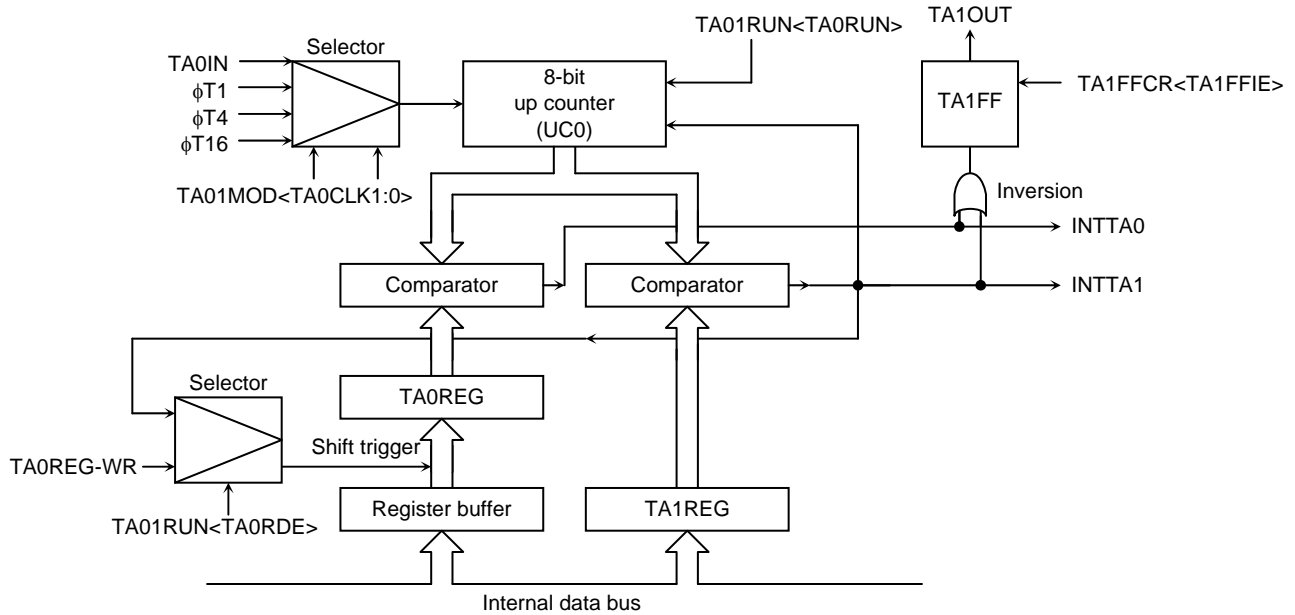 TA1OUT
TA01RUN<TA0RUN>
Selector
TA0IN
ϕT1
ϕT4
ϕT16
8-bit
up counter
(UC0)
TA1FF
TA1FFCR<TA1FFIE>
TA01MOD<TA0CLK1:0>
Inversion
INTTA0
Comparator
Comparator
INTTA1
Selector
TA0REG
Shift trigger
TA0REG-WR
Register buffer
TA1REG
TA01RUN<TA0RDE>
Internal data bus